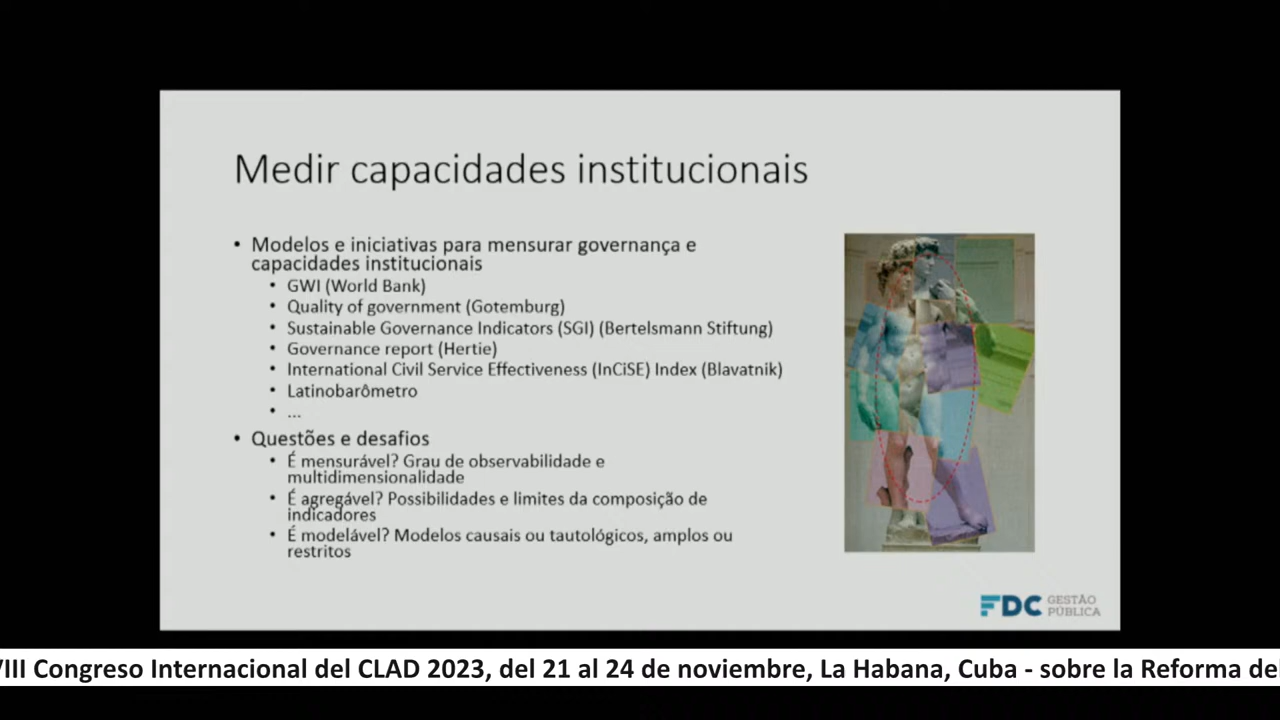 Medir capacidades institucionais
• Modelos e iniciativas para mensurar governança e
capacidades institucionais
• GWI (World Bank)
• Quality of government (Gotemburg)
• Sustainable Governance Indicators (SGI) (Bertelsmann Stiftung)
• Governance report (Hertie)
• International Civil Service Effectiveness (InCiSE) Index (Blavatnik)
• Latinobarômetro
• ...
• Questões e desafios
• É mensurável? Grau de observabilidade e
multidimensionalidade
• É agregável? Possibilidades e limites da composição de
indicadores
• É modelável? Modelos causais ou tautológicos, amplos ou
restritos
FDC GESTÃO
PÚBLICA
VIII Congreso Internacional del CLAD 2023, del 21 al 24 de noviembre, La Habana, Cuba - sobre la Reforma del